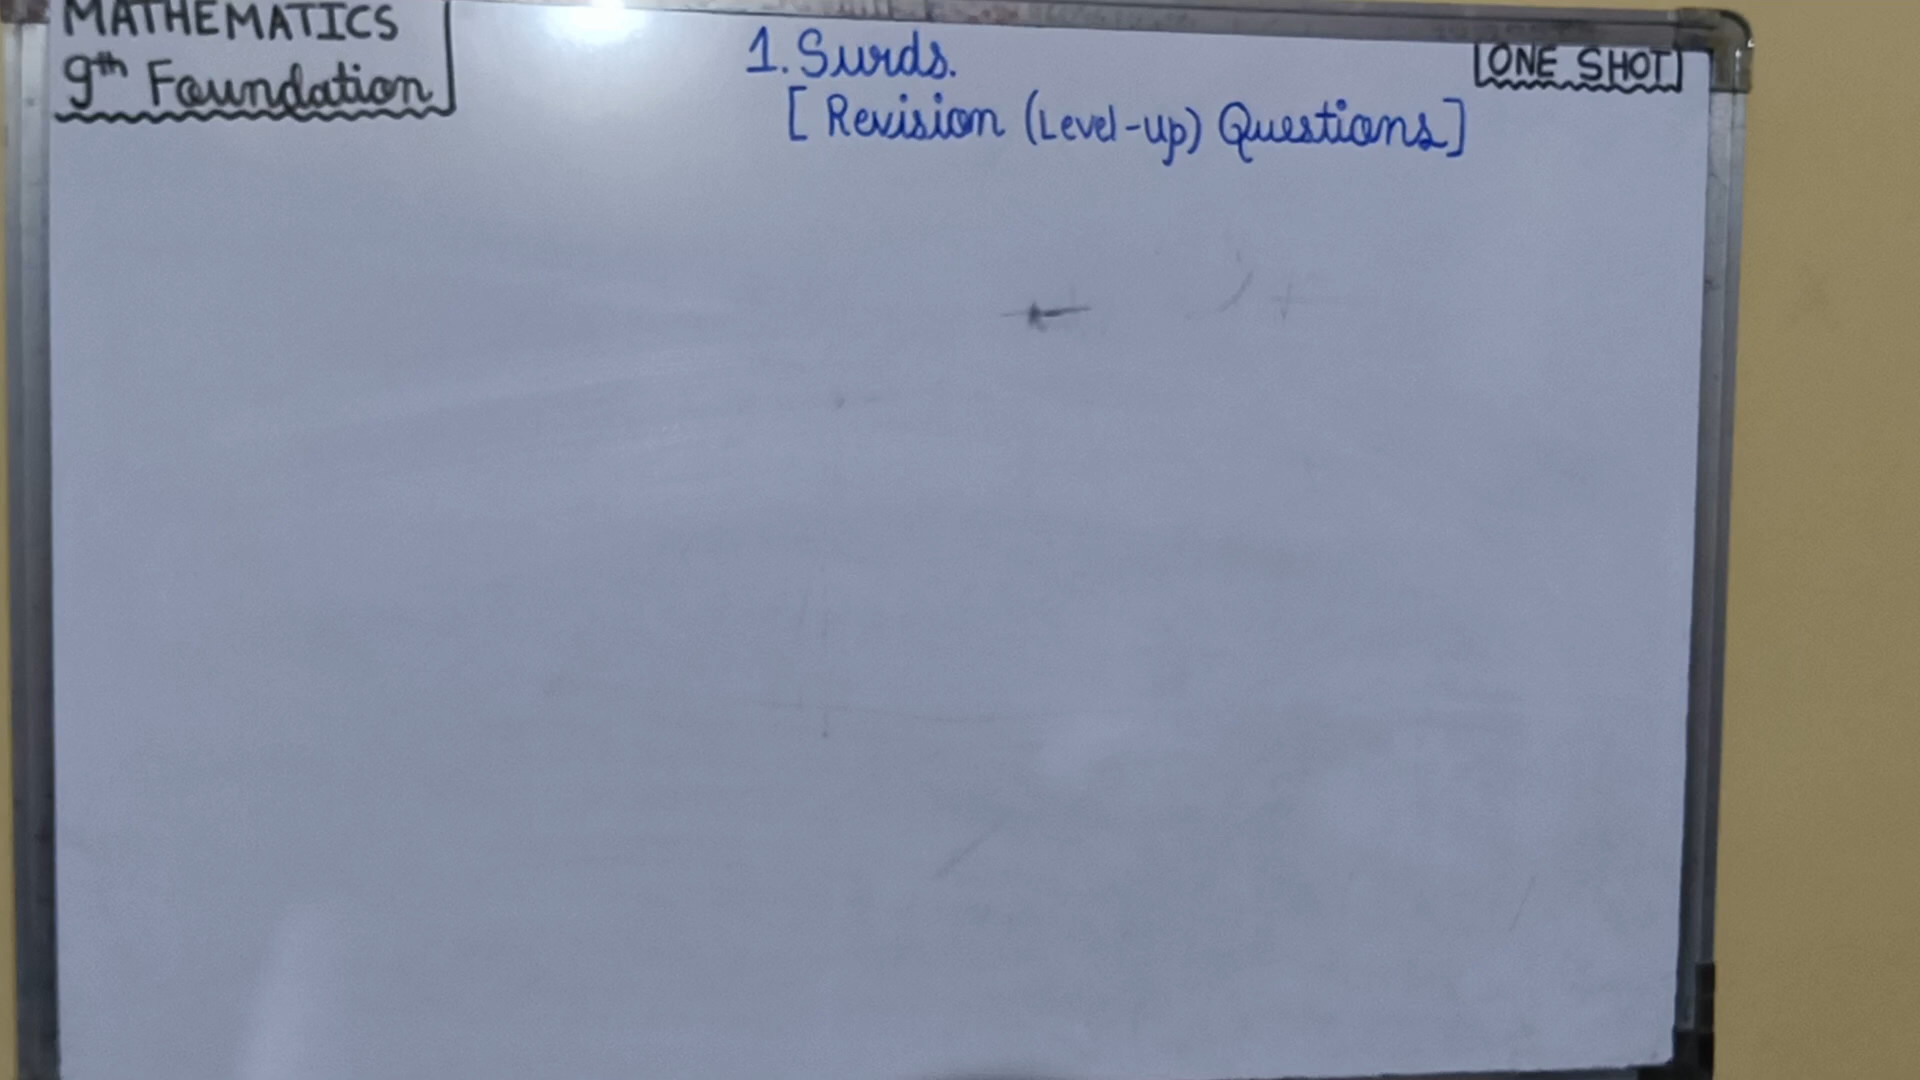 MATHEMATICS
9th Foundation
1. Surds.
[Revision (Level-up) Questions]
[ONE SHOT]